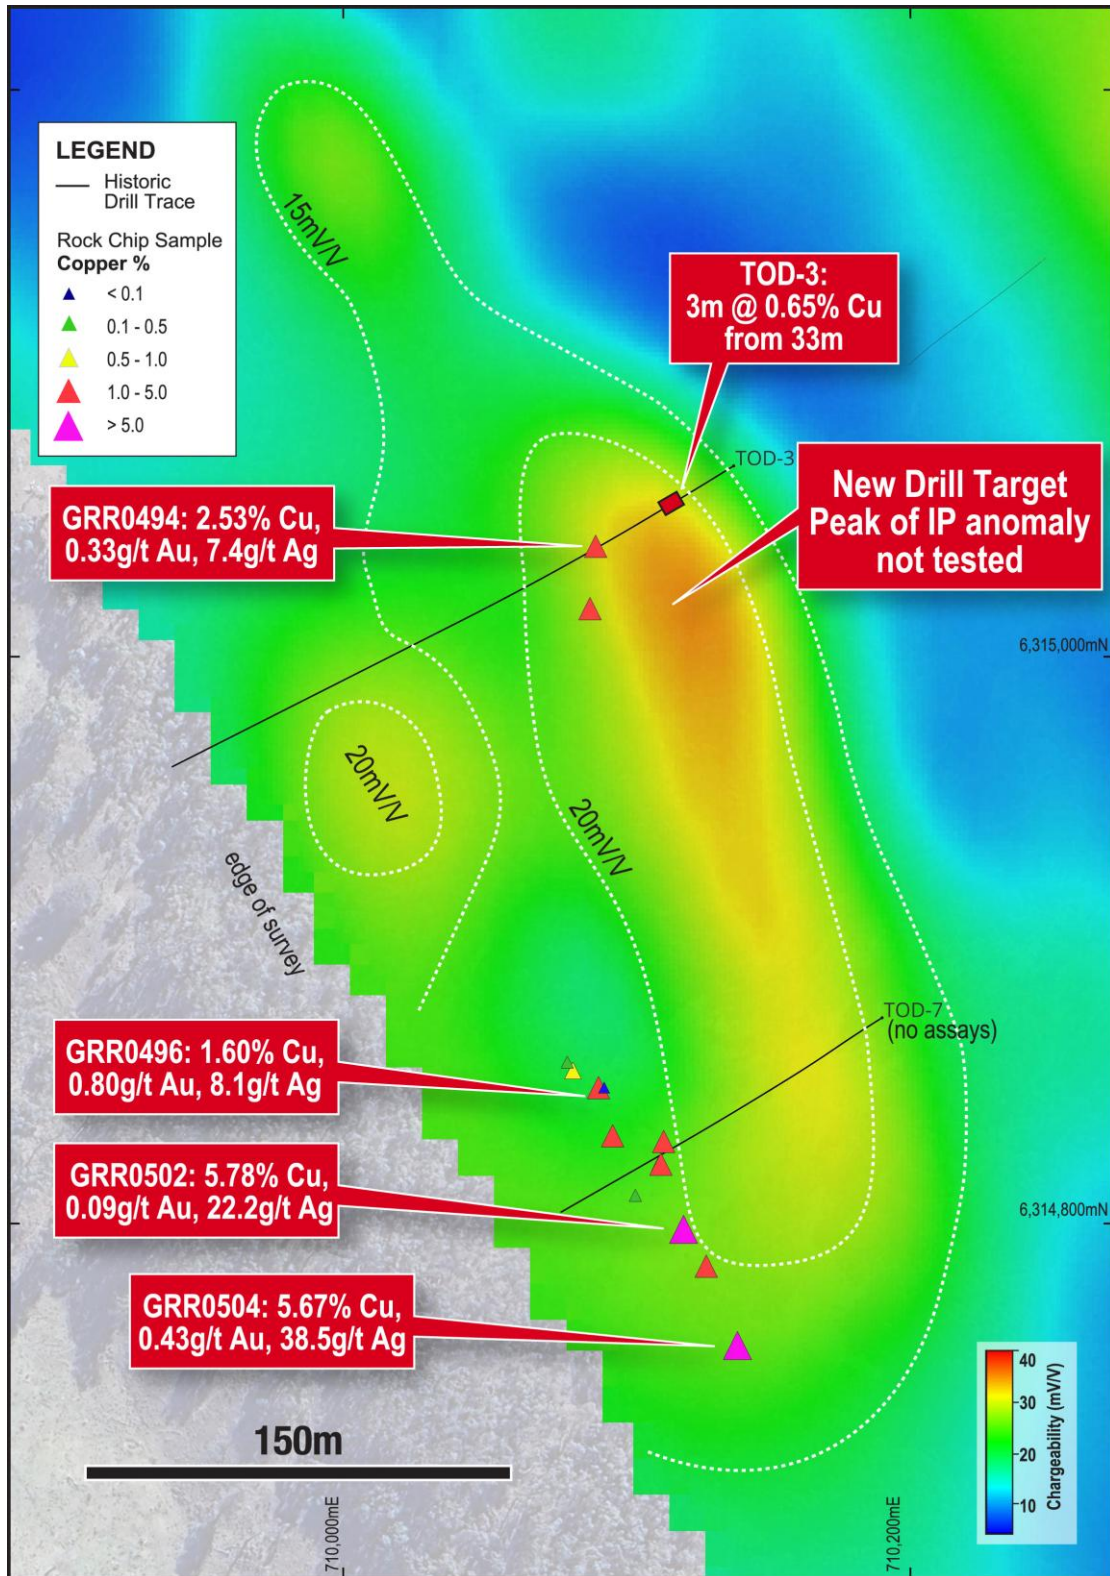 LEGEND
Historic
Drill Trace
Rock Chip Sample
Copper %
< 0.1
0.1 - 0.5
0.5 - 1.0
1.0 - 5.0
> 5.0
15mV/V
TOD-3:
3m @ 0.65% Cu
from 33m
TOD-3
New Drill Target
Peak of IP anomaly
not tested
GRR0494: 2.53% Cu,
0.33g/t Au, 7.4g/t Ag
6,315,000mN
20mV/V
20mV/V
edge of survey
TOD-7
(no assays)
GRR0496: 1.60% Cu,
0.80g/t Au, 8.1g/t Ag
GRR0502: 5.78% Cu,
0.09g/t Au, 22.2g/t Ag
6,314,800mN
GRR0504: 5.67% Cu,
0.43g/t Au, 38.5g/t Ag
40
30
20
10
Chargeability (mV/V)
150m
710,000mE
710,200mE